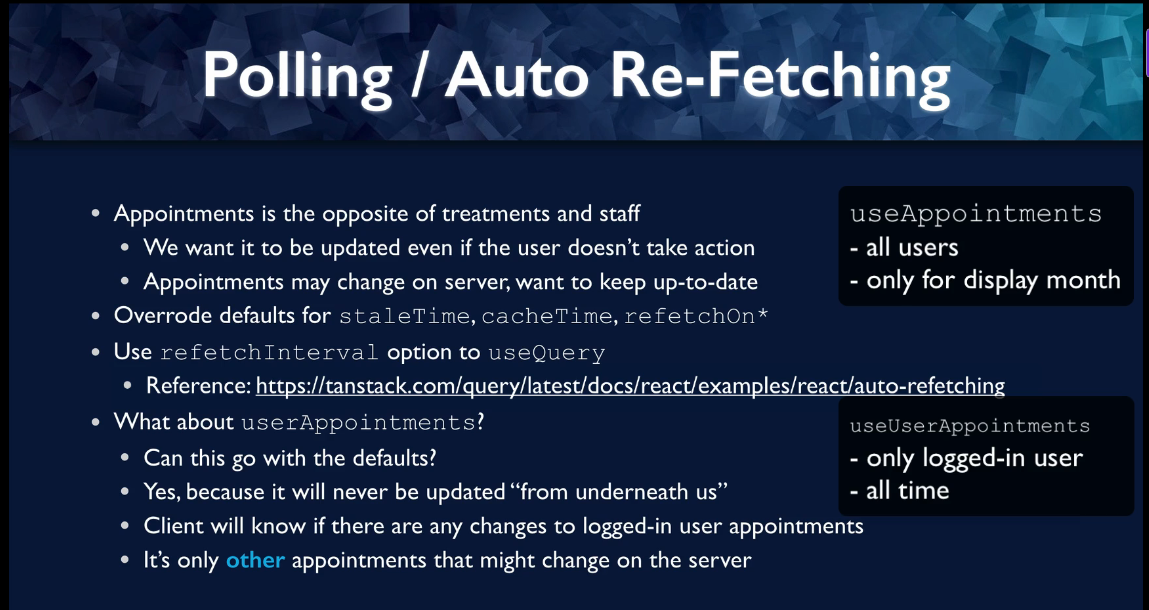 Polling / Auto Re-Fetching
• Appointments is the opposite of treatments and staff
• We want it to be updated even if the user doesn’t take action
• Appointments may change on server, want to keep up-to-date
• Overrode defaults for staleTime, cacheTime, refetchOn*
• Use refetchInterval option to useQuery
• Reference: https://tanstack.com/query/latest/docs/react/examples/react/auto-refetching
• What about userAppointments?
• Can this go with the defaults?
• Yes, because it will never be updated “from underneath us”
• Client will know if there are any changes to logged-in user appointments
• It’s only other appointments that might change on the server
useAppointments
- all users
- only for display month
useUserAppointments
- only logged-in user
- all time